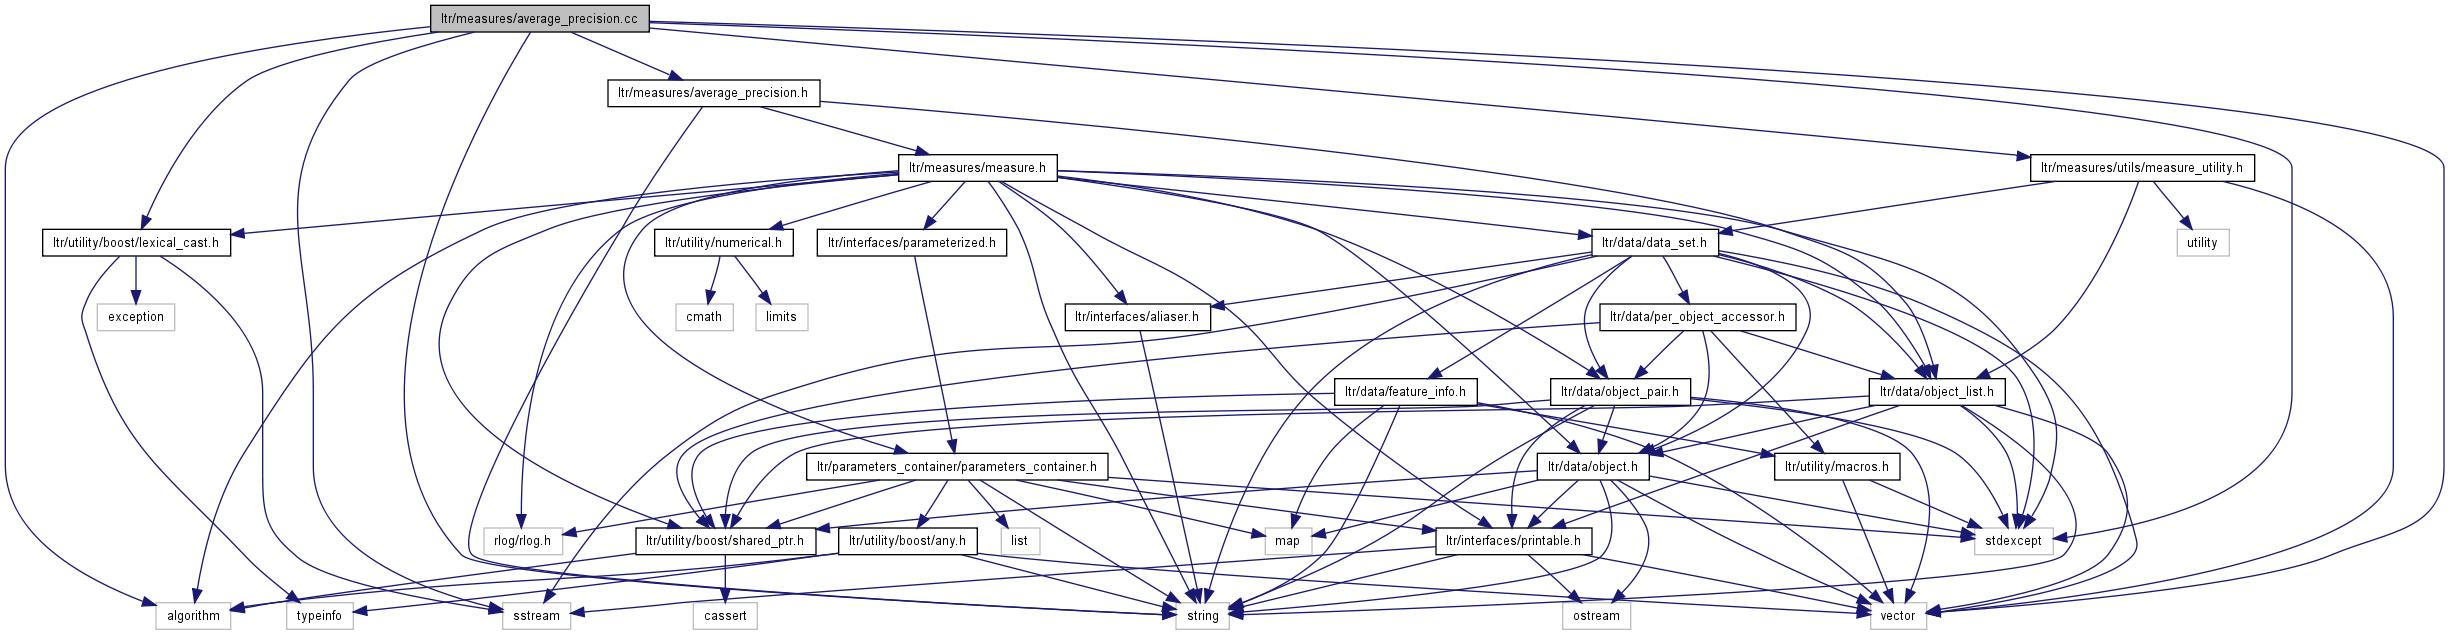 ltr/measures/average_precision.cc
ltr/measures/average_precision.h
ltr/measures/measure.h
ltr/measures/utils/measure_utility.h
ltr/utility/boost/lexical_cast.h
ltr/utility/numerical.h
ltr/interfaces/parameterized.h
ltr/data/data_set.h
utility
exception
cmath
limits
ltr/interfaces/aliaser.h
ltr/data/per_object_accessor.h
ltr/data/feature_info.h
ltr/data/object_pair.h
ltr/data/object_list.h
ltr/parameters_container/parameters_container.h
ltr/data/object.h
ltr/utility/macros.h
rlog/rlog.h
ltr/utility/boost/shared_ptr.h
ltr/utility/boost/any.h
list
map
ltr/interfaces/printable.h
stdexcept
algorithm
typeinfo
sstream
cassert
string
ostream
vector